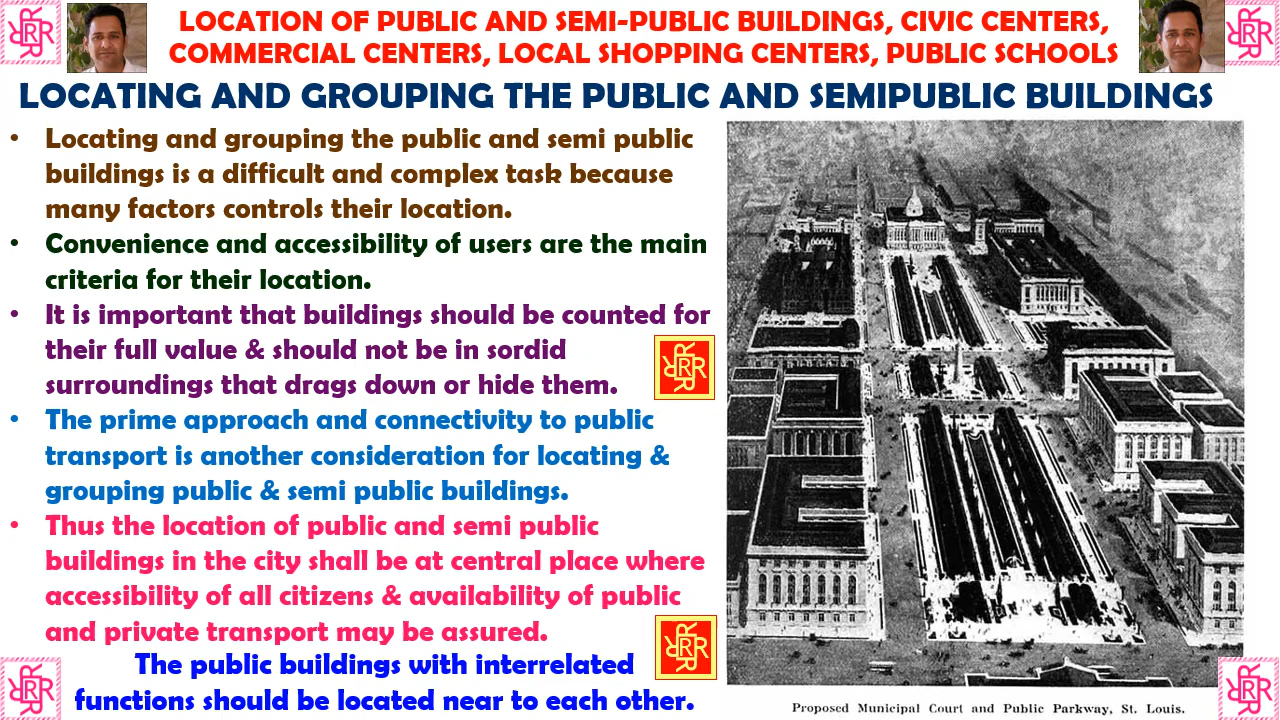 LOCATION OF PUBLIC AND SEMI-PUBLIC BUILDINGS, CIVIC CENTERS,
COMMERCIAL CENTERS, LOCAL SHOPPING CENTERS, PUBLIC SCHOOLS
LOCATING AND GROUPING THE PUBLIC AND SEMIPUBLIC BUILDINGS
• Locating and grouping the public and semi public
buildings is a difficult and complex task because
many factors controls their location.
• Convenience and accessibility of users are the main
criteria for their location.
• It is important that buildings should be counted for
their full value & should not be in sordid
surroundings that drags down or hide them.
• The prime approach and connectivity to public
transport is another consideration for locating &
grouping public & semi public buildings.
• Thus the location of public and semi public
buildings in the city shall be at central place where
accessibility of all citizens & availability of public
and private transport may be assured.
The public buildings with interrelated
functions should be located near to each other.
Proposed Municipal Court and Public Parkway, St. Louis.